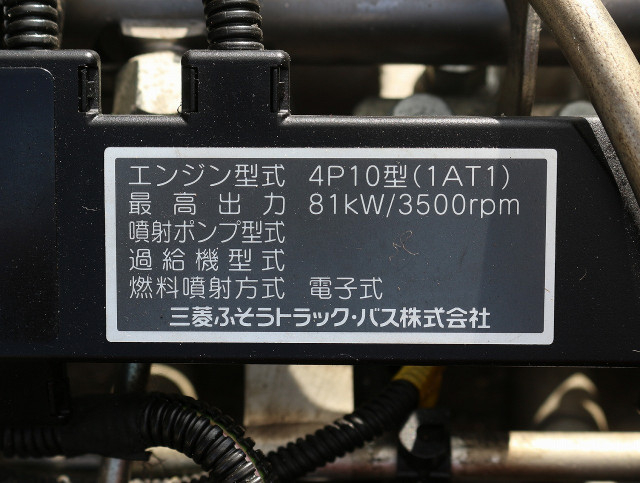 エンジン型式 4P10型(1AT1)
最高出力 81kW/3500rpm
噴射ポンプ型式
過給機型式
燃料噴射方式 電子式
三菱ふそうトラック・バス株式会社